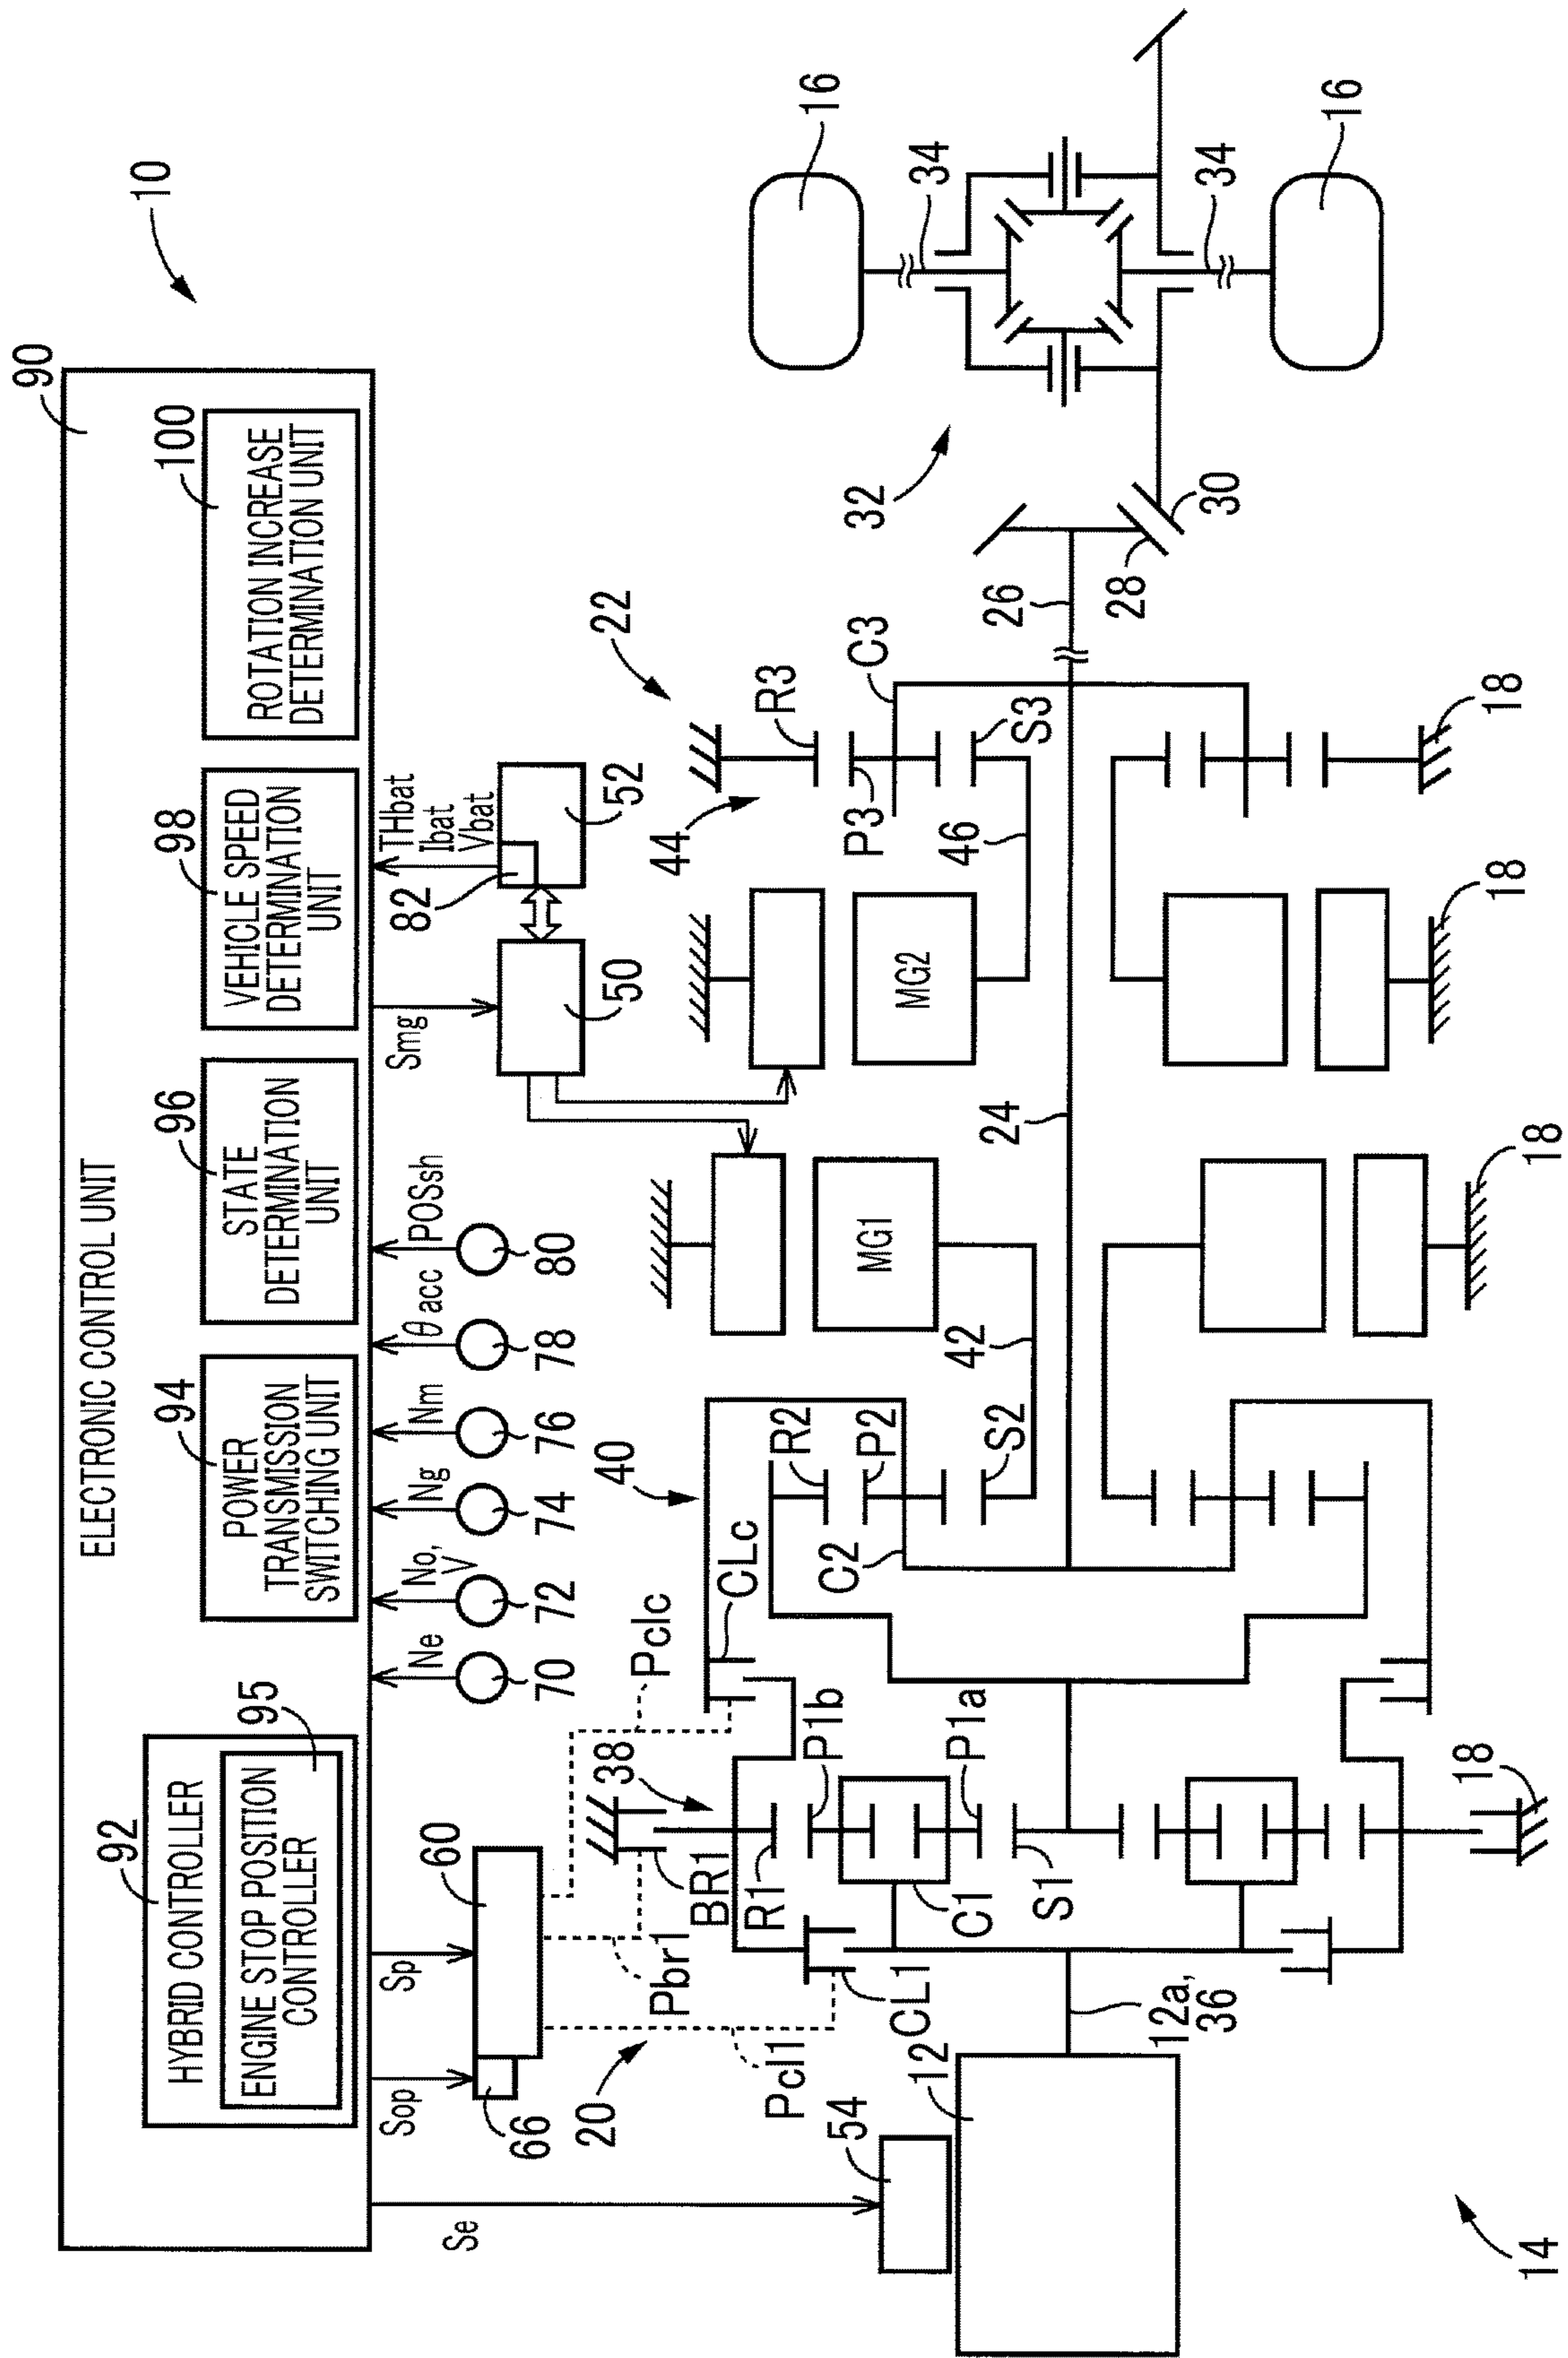 10
90
ELECTRONIC CONTROL UNIT
92
HYBRID CONTROLLER
95
ENGINE STOP POSITION
CONTROLLER
94
POWER
TRANSMISSION
SWITCHING UNIT
96
STATE
DETERMINATION
UNIT
98
VEHICLE SPEED
DETERMINATION
UNIT
100
ROTATION INCREASE
DETERMINATION UNIT
Se
Sop
Sp
Ne
No,
V
Ng
Nm
θacc
POSsh
Smg
THbat
Ibat
Vbat
70
72
74
76
78
80
82
52
50
66
60
20
Pcl1
Pbr1
Pclc
38
40
44
22
54
12
12a,
36
CL1
BR1
R1
P1b
P1a
C1
S1
CLc
C2
R2
P2
S2
42
MG1
24
MG2
46
R3
P3
C3
S3
26
28
30
32
34
34
16
16
18
18
18
18
14